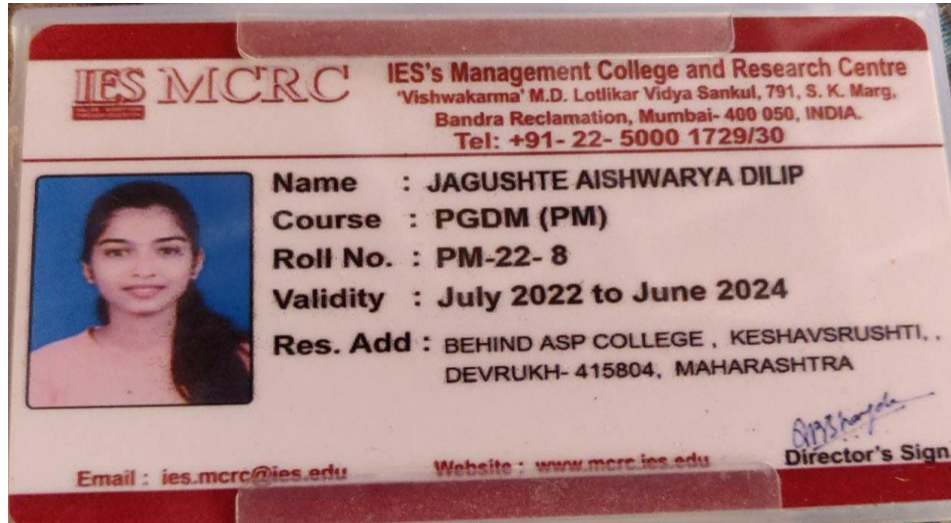 IES MCRC
IES's Management College and Research Centre
'Vishwakarma' M.D. Lotlikar Vidya Sankul, 791, S. K. Marg,
Bandra Reclamation, Mumbai- 400 050, INDIA.
Tel: +91- 22- 5000 1729/30
Name : JAGUSHTE AISHWARYA DILIP
Course : PGDM (PM)
Roll No. : PM-22- 8
Validity : July 2022 to June 2024
Res. Add : BEHIND ASP COLLEGE , KESHAVSRUSHTI, ,
DEVRUKH- 415804, MAHARASHTRA
Director's Sign
Email : ies.mcrc@ies.edu Website : www.mcrc.ies.edu